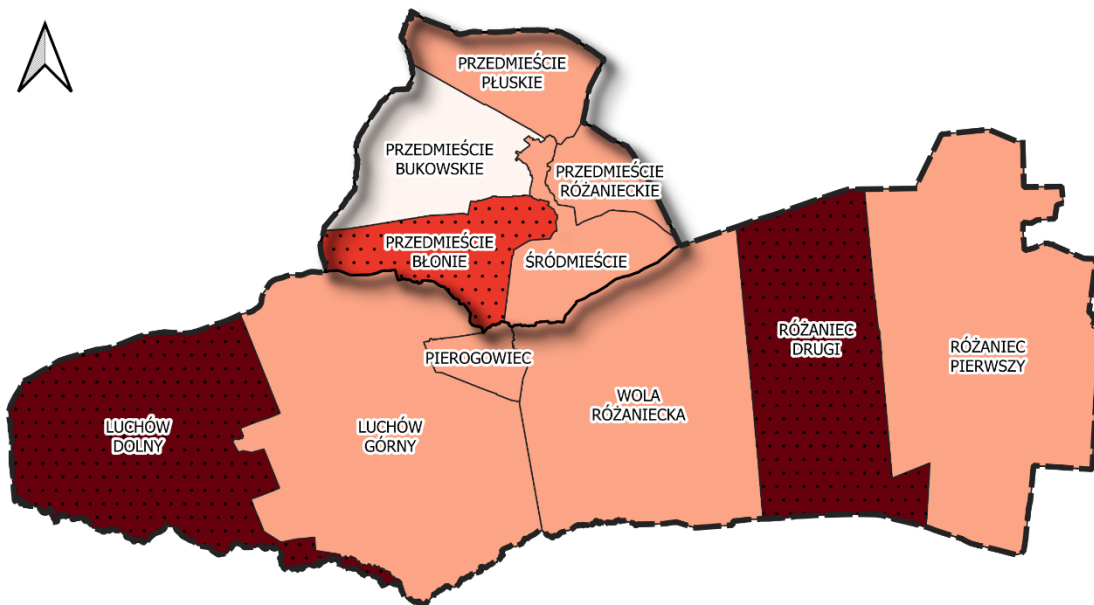 PRZEDMIEŚCIE
PŁUSKIE
PRZEDMIEŚCIE
BUKOWSKIE
PRZEDMIEŚCIE
RÓŻANIECKIE
PRZEDMIEŚCIE
BŁONIE
ŚRÓDMIEŚCIE
PIEROGOWIEC
RÓŻANIEC
DRUGI
RÓŻANIEC
PIERWSZY
WOLA
RÓŻANIECKA
LUCHÓW
DOLNY
LUCHÓW
GÓRNY